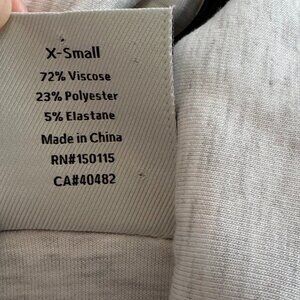 X-Small
72% Viscose
23% Polyester
5% Elastane
Made in China
RN#150115
CA#40482